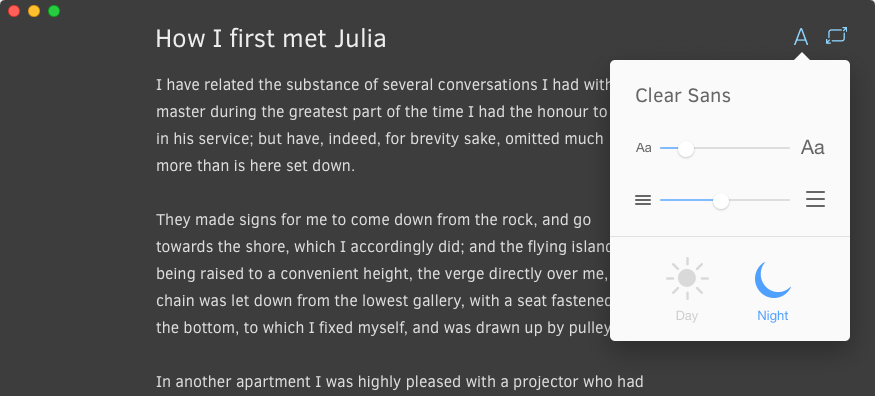 How I first met Julia
A
I have related the substance of several conversations I had with
master during the greatest part of the time I had the honour to
in his service; but have, indeed, for brevity sake, omitted much
more than is here set down.
They made signs for me to come down from the rock, and go
towards the shore, which I accordingly did; and the flying island
being raised to a convenient height, the verge directly over me,
chain was let down from the lowest gallery, with a seat fastened
the bottom, to which I fixed myself, and was drawn up by pulley
In another apartment I was highly pleased with a projector who had
Clear Sans
Aa Aa
Day Night